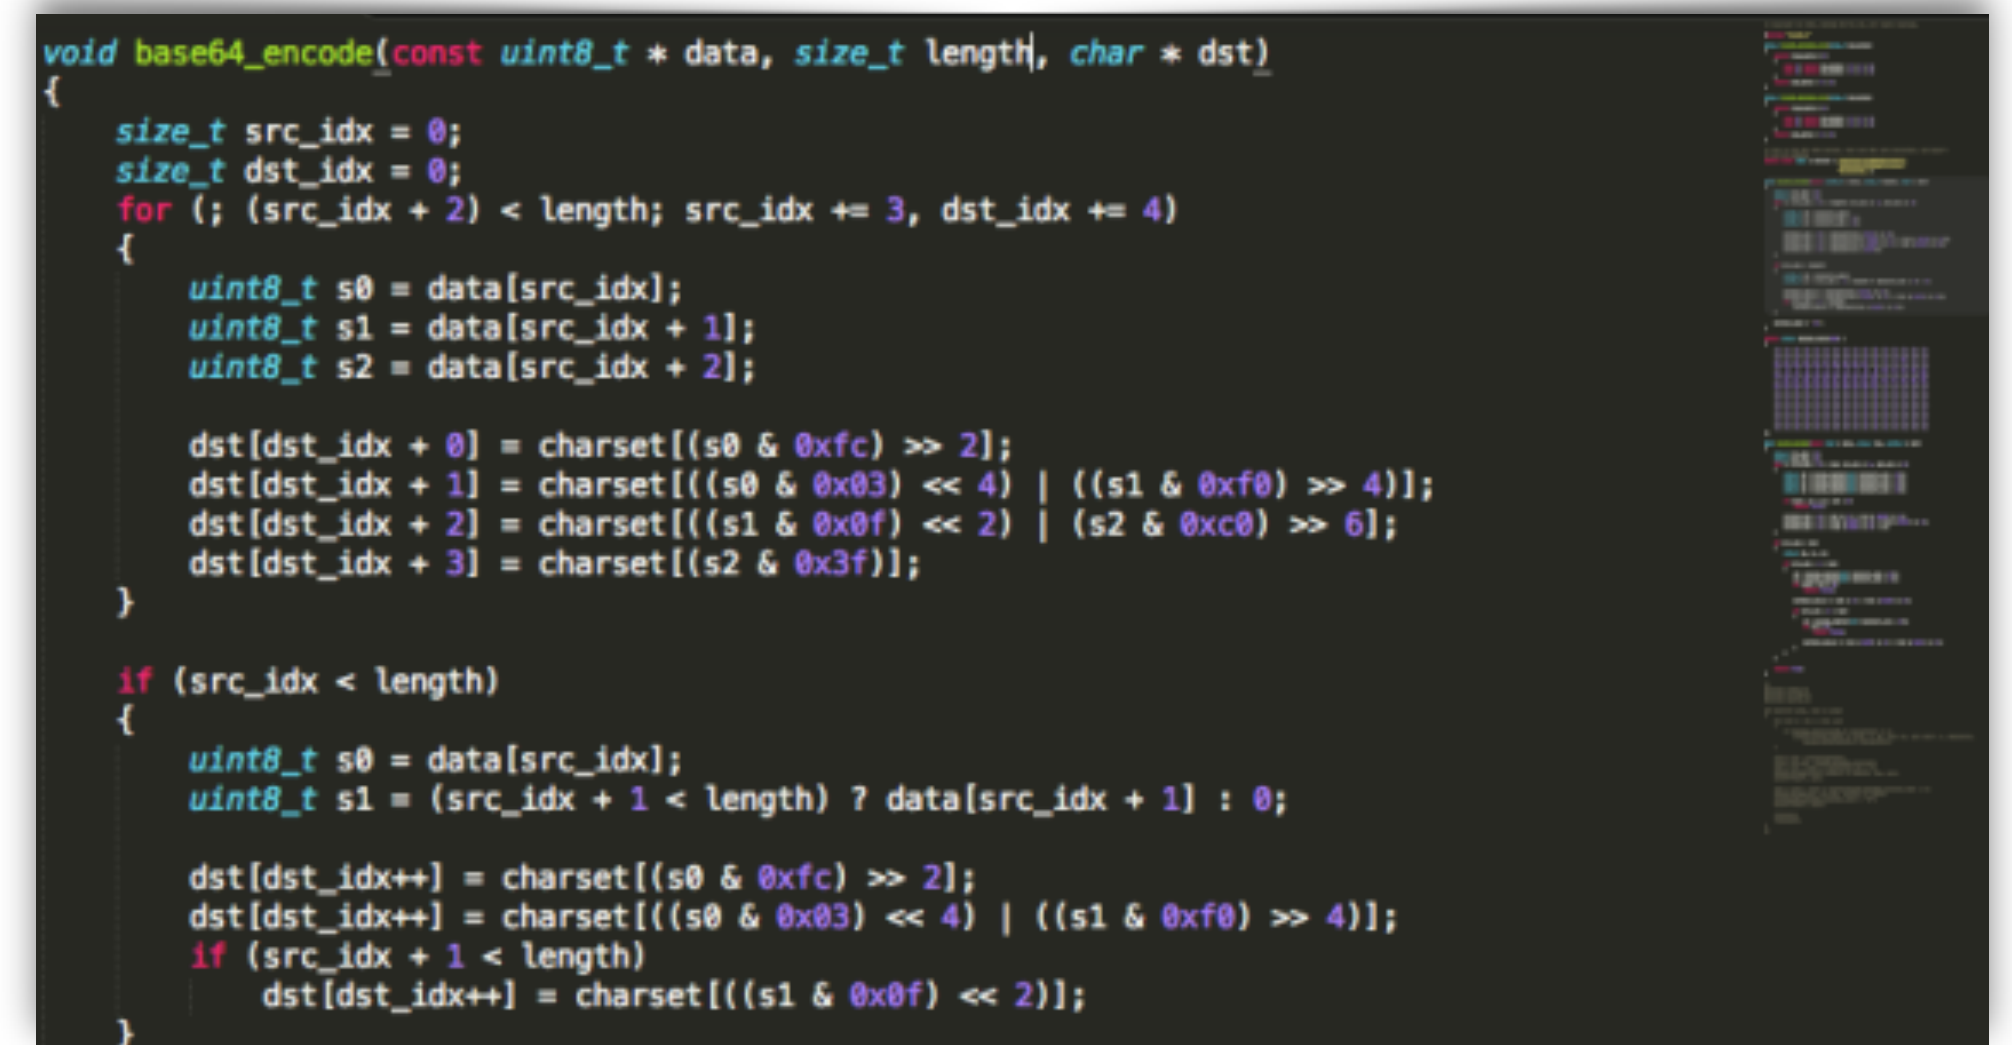 void base64_encode(const uint8_t * data, size_t length, char * dst)
{
    size_t src_idx = 0;
    size_t dst_idx = 0;
    for (; (src_idx + 2) < length; src_idx += 3, dst_idx += 4)
    {
        uint8_t s0 = data[src_idx];
        uint8_t s1 = data[src_idx + 1];
        uint8_t s2 = data[src_idx + 2];

        dst[dst_idx + 0] = charset[(s0 & 0xfc) >> 2];
        dst[dst_idx + 1] = charset[((s0 & 0x03) << 4) | ((s1 & 0xf0) >> 4)];
        dst[dst_idx + 2] = charset[((s1 & 0x0f) << 2) | (s2 & 0xc0) >> 6];
        dst[dst_idx + 3] = charset[(s2 & 0x3f)];
    }

    if (src_idx < length)
    {
        uint8_t s0 = data[src_idx];
        uint8_t s1 = (src_idx + 1 < length) ? data[src_idx + 1] : 0;

        dst[dst_idx++] = charset[(s0 & 0xfc) >> 2];
        dst[dst_idx++] = charset[((s0 & 0x03) << 4) | ((s1 & 0xf0) >> 4)];
        if (src_idx + 1 < length)
            dst[dst_idx++] = charset[((s1 & 0x0f) << 2)];
    }